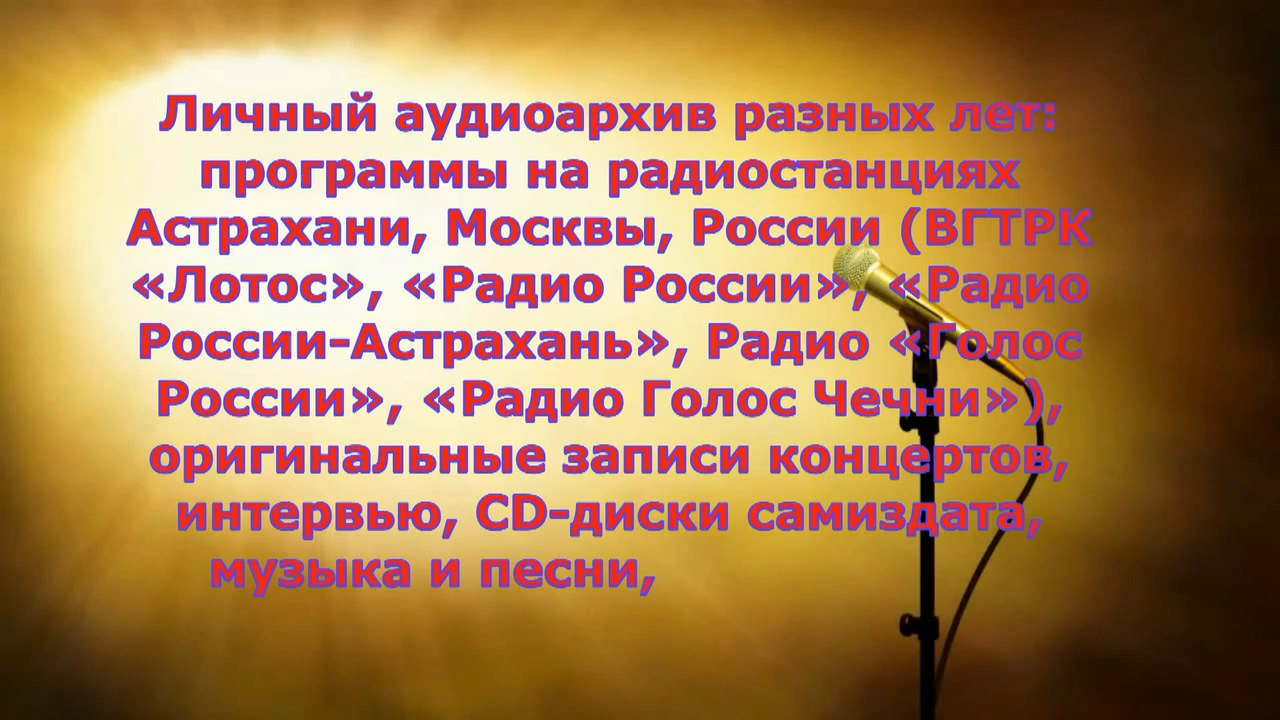 Личный аудиоархив разных лет:
программы на радиостанциях
Астрахани, Москвы, России (ВГТРК
«Лотос», «Радио России», «Радио
России-Астрахань», Радио «Голос
России», «Радио Голос Чечни»),
оригинальные записи концертов,
интервью, CD-диски самиздата,
музыка и песни,